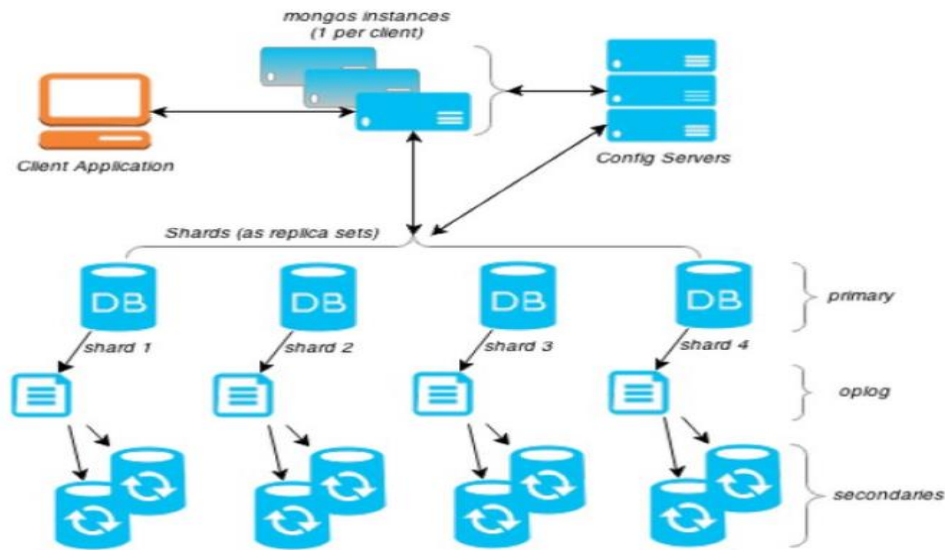 mongos instances
(1 per client)
Client Application
Config Servers
Shards (as replica sets)
DB
DB
DB
DB
primary
shard 1
shard 2
shard 3
shard 4
oplog
secondaries